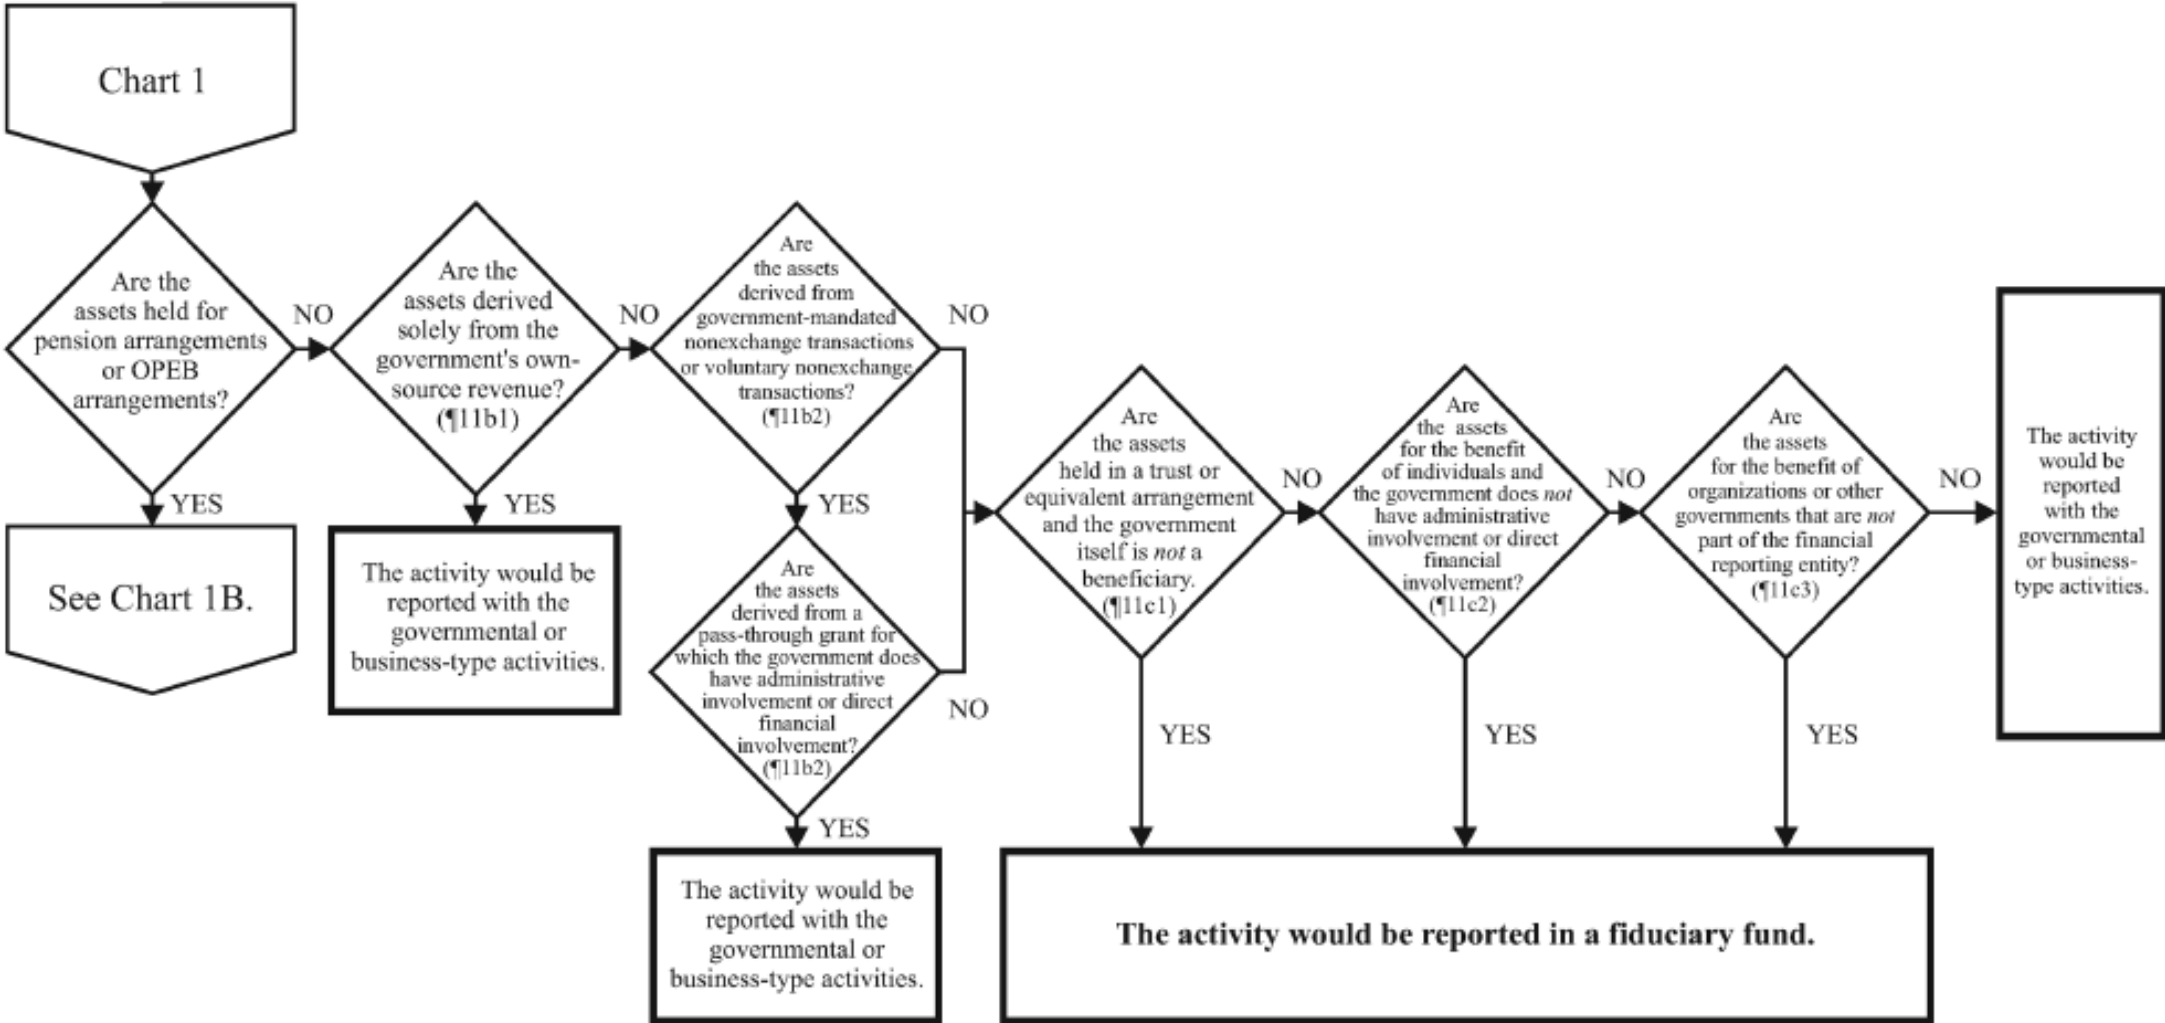 Chart 1
Are the
assets held for
pension arrangements
or OPEB
arrangements?
NO
YES
See Chart 1B.
Are the
assets derived
solely from the
government's own-
source revenue?
(¶11b1)
NO
YES
The activity would be
reported with the
governmental or
business-type activities.
Are
the assets
derived from
government-mandated
nonexchange transactions
or voluntary nonexchange
transactions?
(¶11b2)
NO
YES
Are
the assets
derived from a
pass-through grant for
which the government does
have administrative
involvement or direct
financial
involvement?
(¶11b2)
NO
YES
The activity would be
reported with the
governmental or
business-type activities.
Are
the assets
held in a trust or
equivalent arrangement
and the government
itself is not a
beneficiary.
(¶11c1)
NO
YES
Are
the assets
for the benefit
of individuals and
the government does not
have administrative
involvement or direct
financial
involvement?
(¶11c2)
NO
YES
Are
the assets
for the benefit of
organizations or other
governments that are not
part of the financial
reporting entity?
(¶11c3)
NO
YES
The activity
would be
reported
with the
governmental
or business-
type activities.
The activity would be reported in a fiduciary fund.